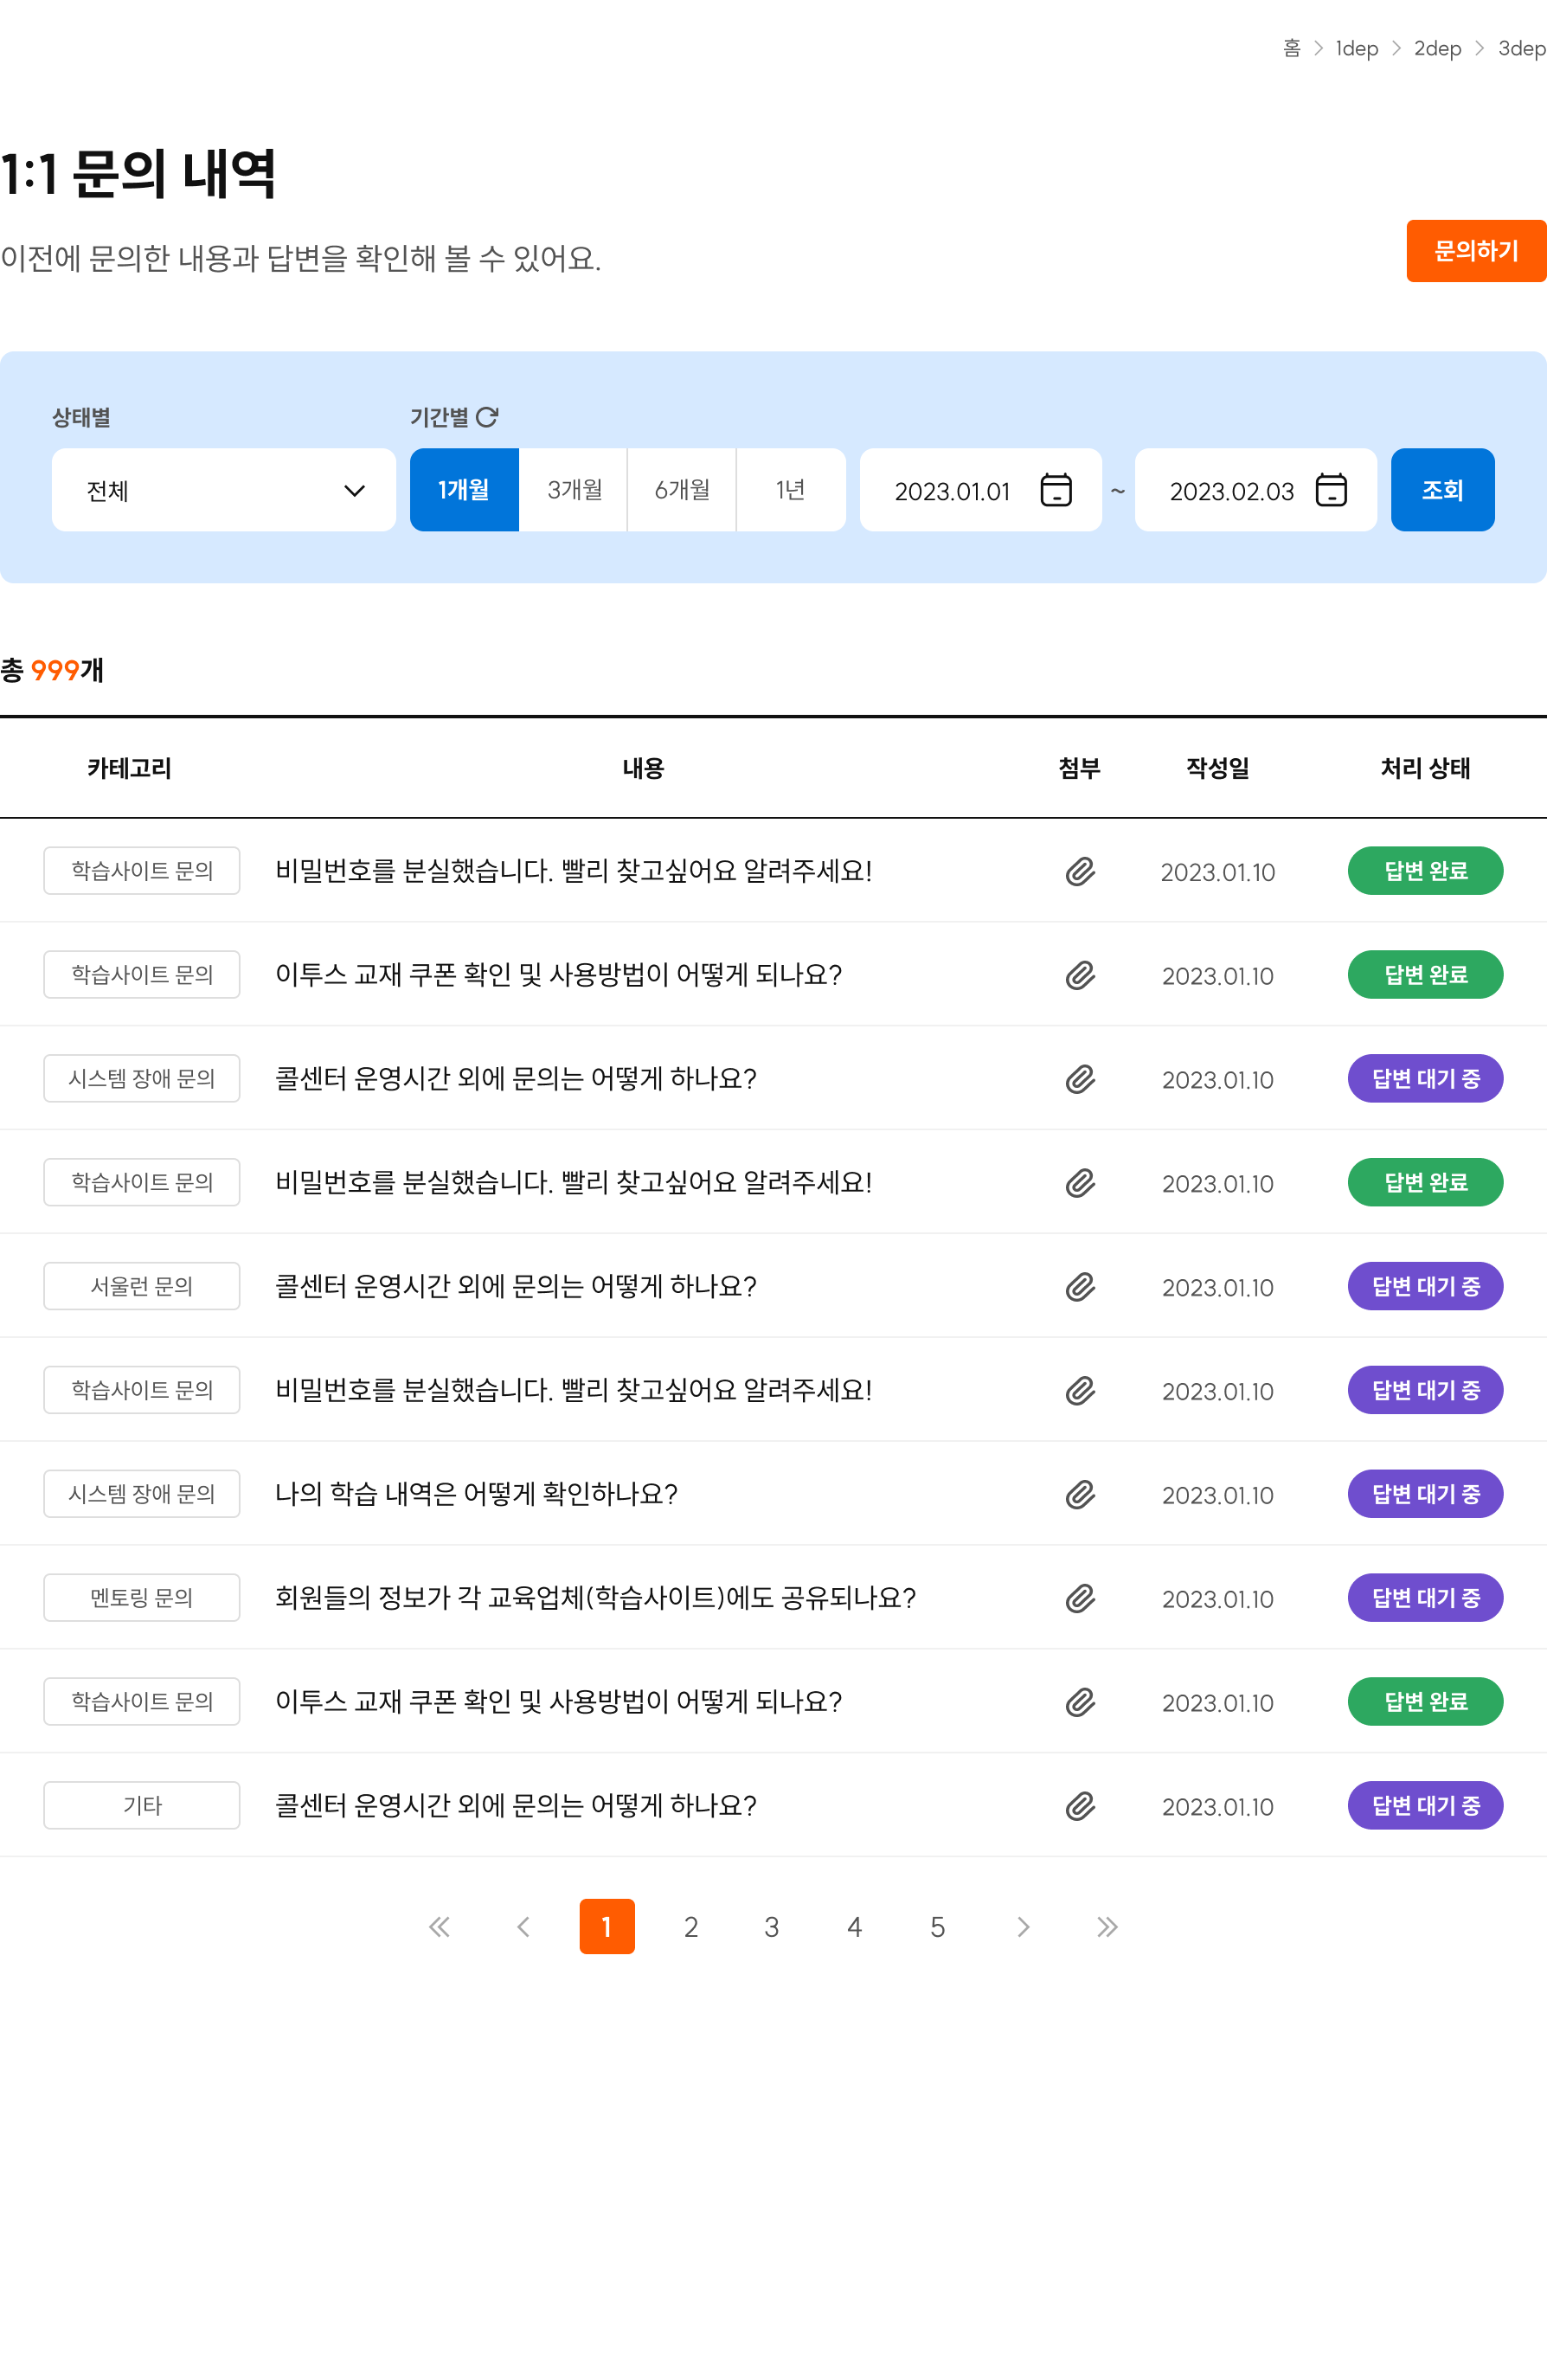 홈 > 1dep > 2dep > 3dep
1:1 문의 내역
이전에 문의한 내용과 답변을 확인해 볼 수 있어요.
문의하기
상태별 기간별
전체 1개월 3개월 6개월 1년 2023.01.01 ~ 2023.02.03 조회
총 999개
카테고리 내용 첨부 작성일 처리 상태
학습사이트 문의 비밀번호를 분실했습니다. 빨리 찾고싶어요 알려주세요! 2023.01.10 답변 완료
학습사이트 문의 이투스 교재 쿠폰 확인 및 사용방법이 어떻게 되나요? 2023.01.10 답변 완료
시스템 장애 문의 콜센터 운영시간 외에 문의는 어떻게 하나요? 2023.01.10 답변 대기 중
학습사이트 문의 비밀번호를 분실했습니다. 빨리 찾고싶어요 알려주세요! 2023.01.10 답변 완료
서울런 문의 콜센터 운영시간 외에 문의는 어떻게 하나요? 2023.01.10 답변 대기 중
학습사이트 문의 비밀번호를 분실했습니다. 빨리 찾고싶어요 알려주세요! 2023.01.10 답변 대기 중
시스템 장애 문의 나의 학습 내역은 어떻게 확인하나요? 2023.01.10 답변 대기 중
멘토링 문의 회원들의 정보가 각 교육업체(학습사이트)에도 공유되나요? 2023.01.10 답변 대기 중
학습사이트 문의 이투스 교재 쿠폰 확인 및 사용방법이 어떻게 되나요? 2023.01.10 답변 완료
기타 콜센터 운영시간 외에 문의는 어떻게 하나요? 2023.01.10 답변 대기 중
1 2 3 4 5